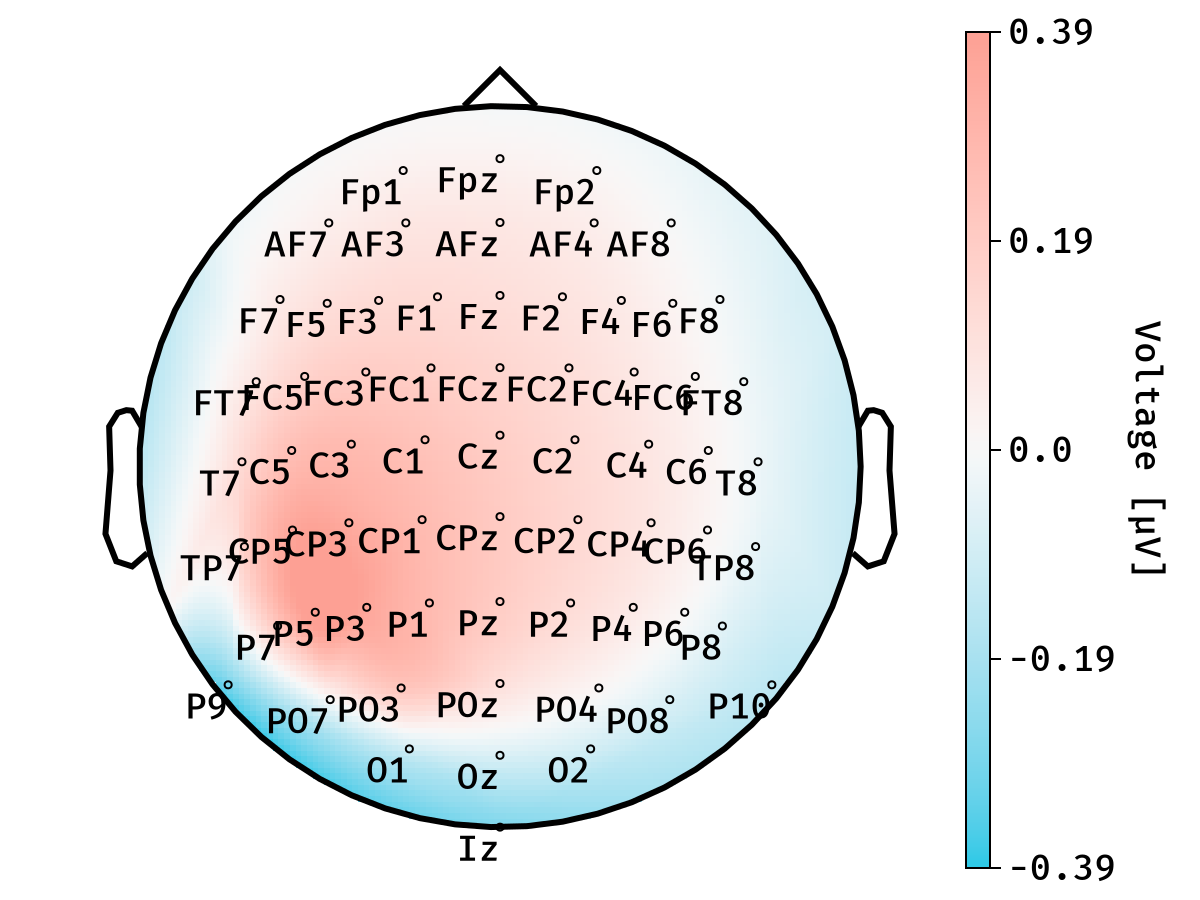 Fp1 Fpz Fp2
AF7 AF3 AFz AF4 AF8
F7 F5 F3 F1 Fz F2 F4 F6 F8
FT7 FC5 FC3 FC1 FCz FC2 FC4 FC6 FT8
T7 C5 C3 C1 Cz C2 C4 C6 T8
TP7 CP5 CP3 CP1 CPz CP2 CP4 CP6 TP8
P7 P5 P3 P1 Pz P2 P4 P6 P8
P9 PO7 PO3 POz PO4 PO8 P10
O1 Oz O2
Iz
0.39
0.19
0.0
-0.19
-0.39
Voltage [µV]